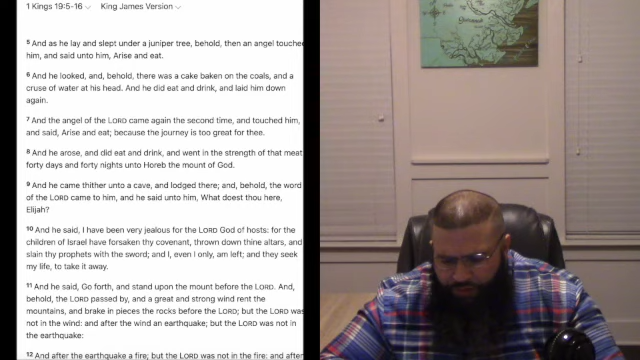 1 Kings 19:5-16 King James Version
5 And as he lay and slept under a juniper tree, behold, then an angel touche
him, and said unto him, Arise and eat.
6 And he looked, and, behold, there was a cake baken on the coals, and a
cruse of water at his head. And he did eat and drink, and laid him down
again.
7 And the angel of the LORD came again the second time, and touched him,
and said, Arise and eat; because the journey is too great for thee.
8 And he arose, and did eat and drink, and went in the strength of that meat
forty days and forty nights unto Horeb the mount of God.
9 And he came thither unto a cave, and lodged there; and, behold, the word
of the LORD came to him, and he said unto him, What doest thou here,
Elijah?
10 And he said, I have been very jealous for the LORD God of hosts: for the
children of Israel have forsaken thy covenant, thrown down thine altars, and
slain thy prophets with the sword; and I, even I only, am left; and they seek
my life, to take it away.
11 And he said, Go forth, and stand upon the mount before the LORD. And,
behold, the LORD passed by, and a great and strong wind rent the
mountains, and brake in pieces the rocks before the LORD; but the LORD was
not in the wind: and after the wind an earthquake; but the LORD was not in
the earthquake:
12 And after the earthquake a fire; but the LORD was not in the fire: and after